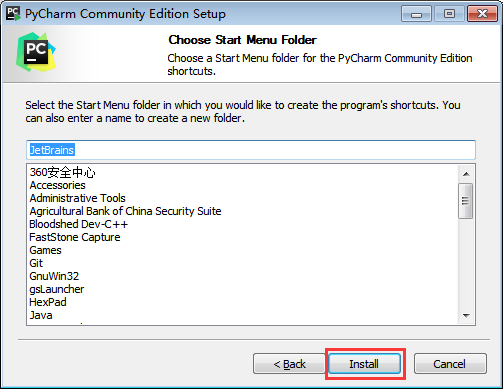 PyCharm Community Edition Setup
PC
Choose Start Menu Folder
Choose a Start Menu folder for the PyCharm Community Edition
shortcuts.
Select the Start Menu folder in which you would like to create the program's shortcuts. You
can also enter a name to create a new folder.
JetBrains
360安全中心
Accessories
Administrative Tools
Agricultural Bank of China Security Suite
Bloodshed Dev-C++
FastStone Capture
Games
Git
GnuWin32
gsLauncher
HexPad
Java
< Back
Install
Cancel